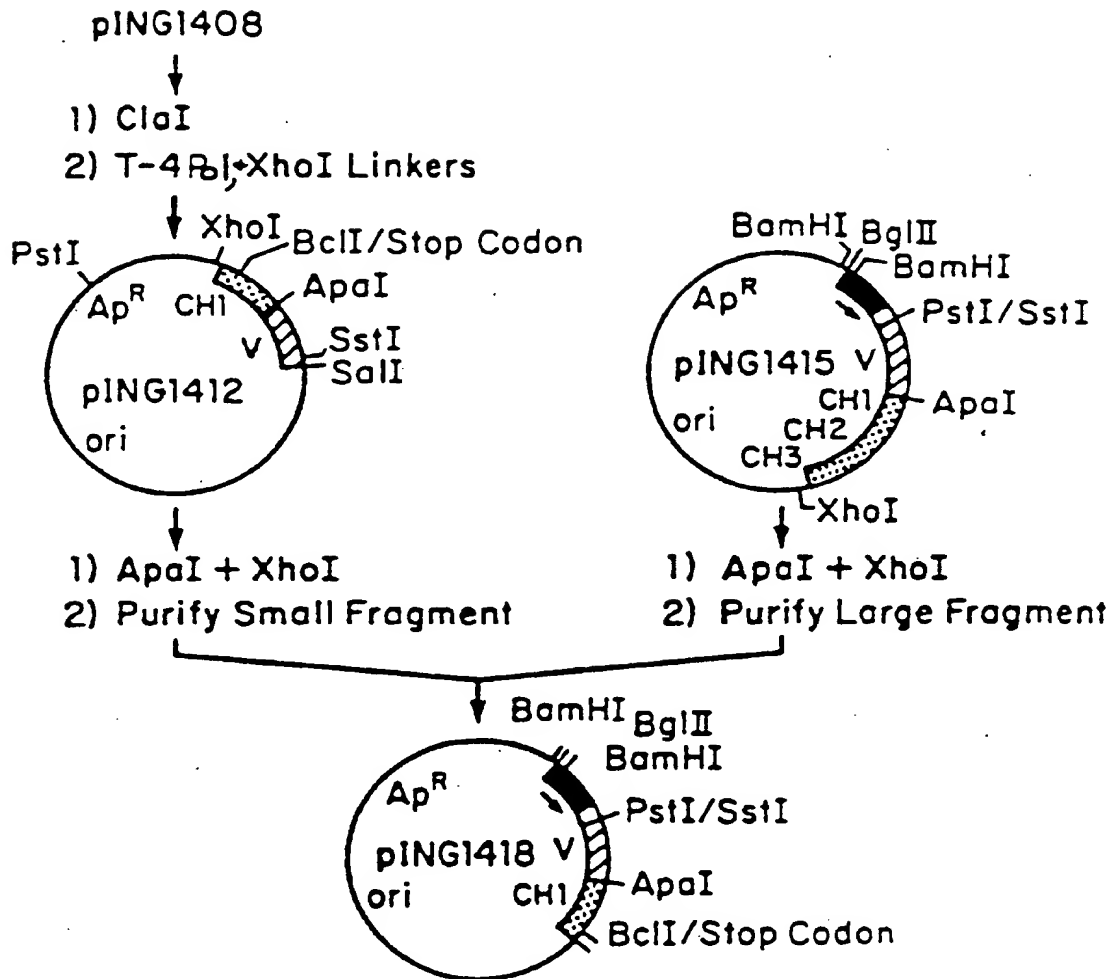 pING1408
1) ClaI
2) T-4 Pol, XhoI Linkers
XhoI
BclI/Stop Codon
PstI
ApaI
Ap^R
CH1
V
SstI
SalI
pING1412
ori
BamHI
BglII
BamHI
Ap^R
PstI/SstI
pING1415
V
CH1
ApaI
ori
CH2
CH3
XhoI
1) ApaI + XhoI
2) Purify Small Fragment
1) ApaI + XhoI
2) Purify Large Fragment
BamHI
BglII
BamHI
Ap^R
PstI/SstI
pING1418
V
ori
CH1
ApaI
BclI/Stop Codon